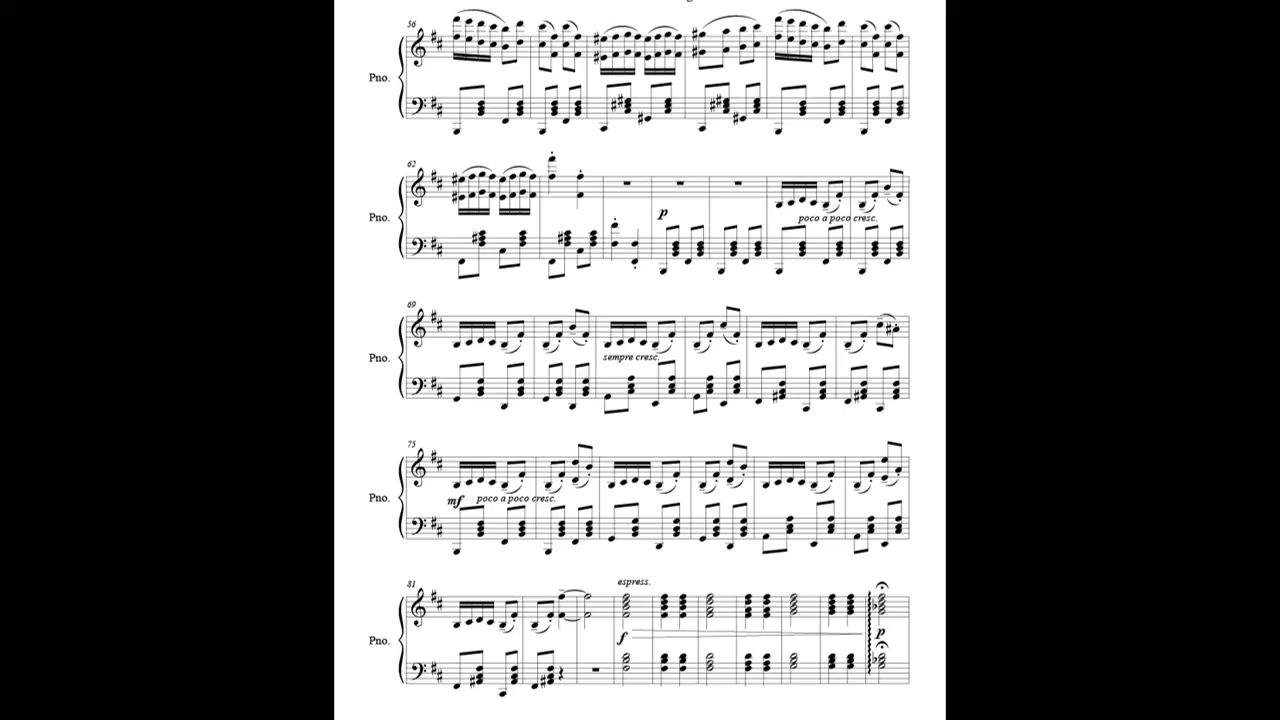 56
Pno.
62
Pno.
p
poco a poco cresc.
69
Pno.
sempre cresc.
75
Pno.
mf poco a poco cresc.
81
espress.
Pno.
f
p